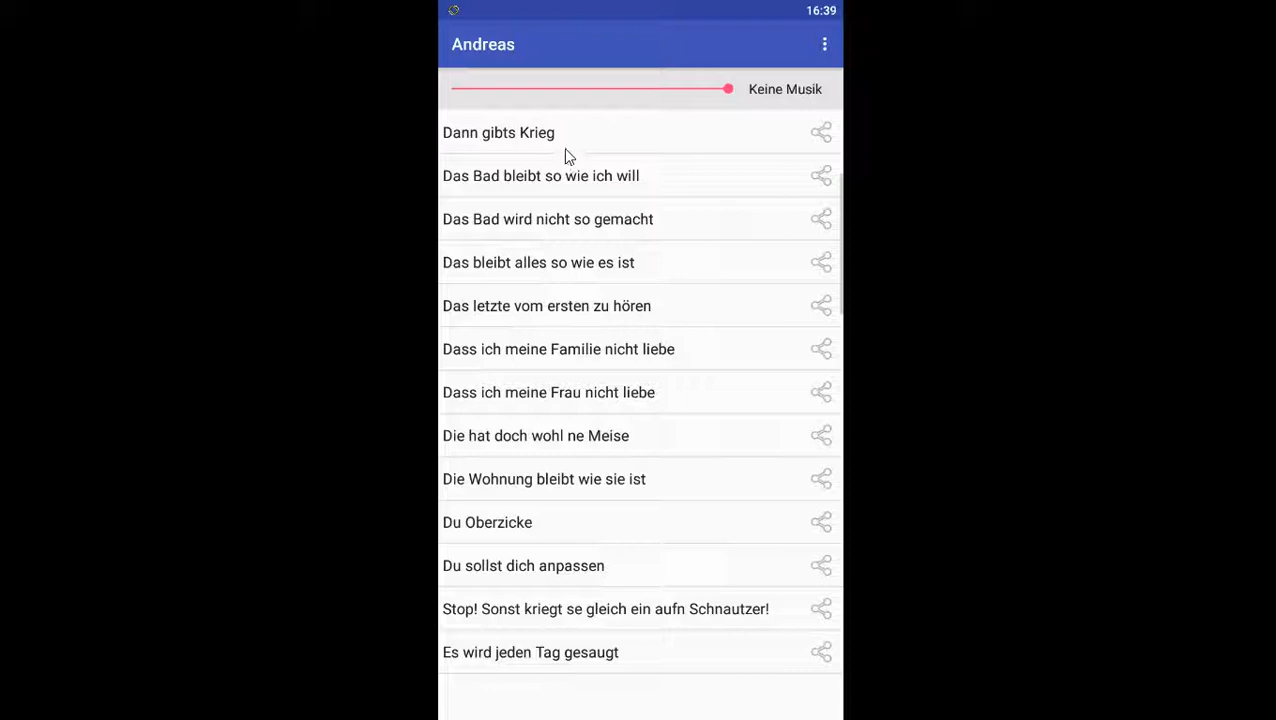 16:39
Andreas
Keine Musik
Dann gibts Krieg
Das Bad bleibt so wie ich will
Das Bad wird nicht so gemacht
Das bleibt alles so wie es ist
Das letzte vom ersten zu hören
Dass ich meine Familie nicht liebe
Dass ich meine Frau nicht liebe
Die hat doch wohl ne Meise
Die Wohnung bleibt wie sie ist
Du Oberzicke
Du sollst dich anpassen
Stop! Sonst kriegt se gleich ein aufn Schnautzer!
Es wird jeden Tag gesaugt